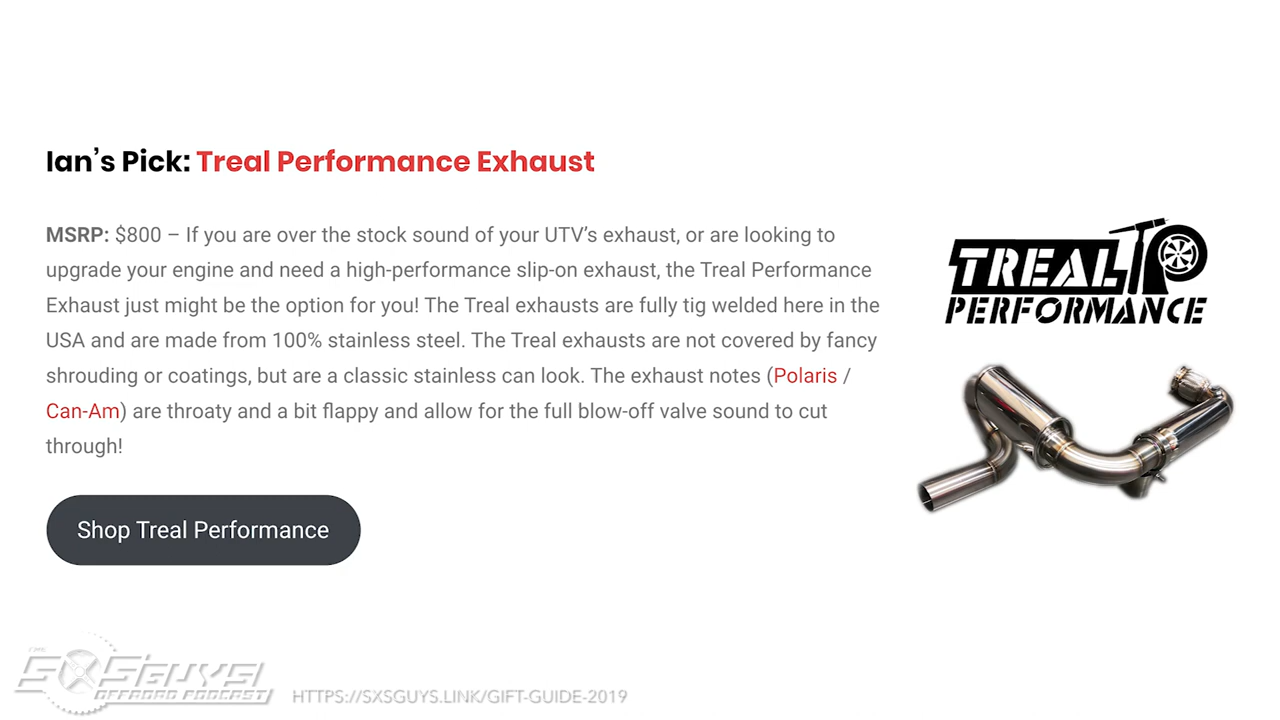 Ian’s Pick: Treal Performance Exhaust
MSRP: $800 – If you are over the stock sound of your UTV’s exhaust, or are looking to
upgrade your engine and need a high-performance slip-on exhaust, the Treal Performance
Exhaust just might be the option for you! The Treal exhausts are fully tig welded here in the
USA and are made from 100% stainless steel. The Treal exhausts are not covered by fancy
shrouding or coatings, but are a classic stainless can look. The exhaust notes (Polaris /
Can-Am) are throaty and a bit flappy and allow for the full blow-off valve sound to cut
through!
Shop Treal Performance
TREAL TP
PERFORMANCE
THE
SXSGUYS
OFFROAD PODCAST
HTTPS://SXSGUYS.LINK/GIFT-GUIDE-2019